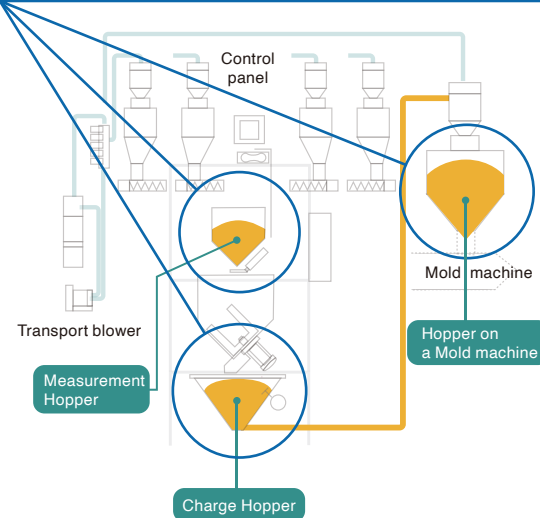 Control
panel
Mold machine
Transport blower
Hopper on
a Mold machine
Measurement
Hopper
Charge Hopper